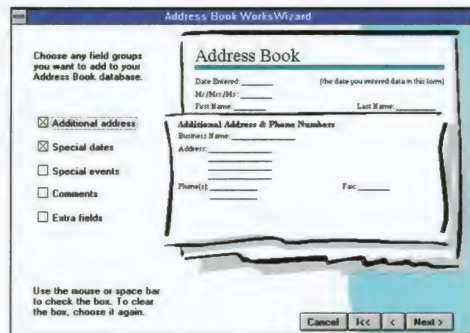 Address Book WorksWizard
Choose any field groups
you want to add to your
Address Book database.
Additional address
Special dates
Special events
Comments
Extra fields
Use the mouse or space bar
to check the box. To clear
the box, choose it again.
Address Book
Date Entered: (the date you entered data in this form)
Mr/Mrs/Ms:
First Name: Last Name:
Additional Address & Phone Numbers
Business Name:
Address:
Phone(s): Fax:
Cancel |<< < Next >